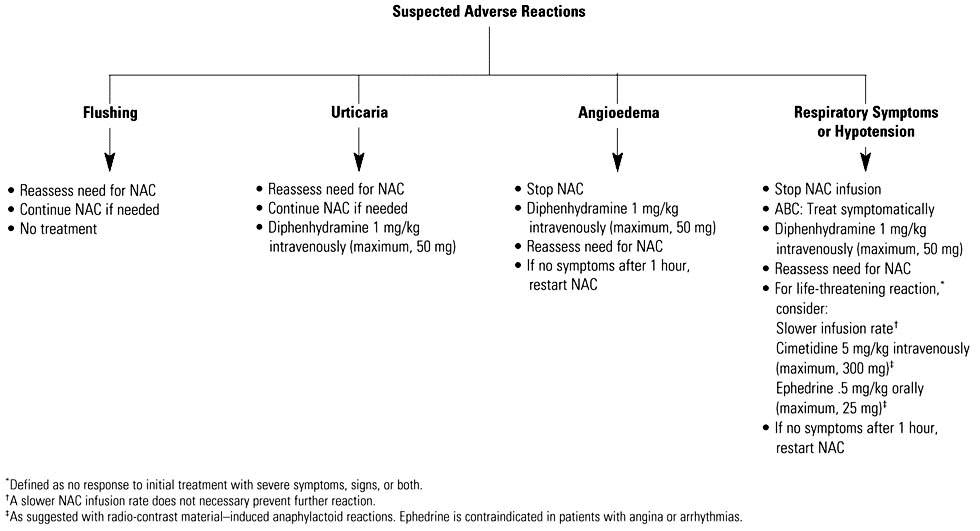 Suspected Adverse Reactions
Flushing
• Reassess need for NAC
• Continue NAC if needed
• No treatment
Urticaria
• Reassess need for NAC
• Continue NAC if needed
• Diphenhydramine 1 mg/kg
intravenously (maximum, 50 mg)
Angioedema
• Stop NAC
• Diphenhydramine 1 mg/kg
intravenously (maximum, 50 mg)
• Reassess need for NAC
• If no symptoms after 1 hour,
restart NAC
Respiratory Symptoms
or Hypotension
• Stop NAC infusion
• ABC: Treat symptomatically
• Diphenhydramine 1 mg/kg
intravenously (maximum, 50 mg)
• Reassess need for NAC
• For life-threatening reaction,*
consider:
Slower infusion rate†
Cimetidine 5 mg/kg intravenously
(maximum, 300 mg)‡
Ephedrine .5 mg/kg orally
(maximum, 25 mg)‡
• If no symptoms after 1 hour,
restart NAC
*Defined as no response to initial treatment with severe symptoms, signs, or both.
†A slower NAC infusion rate does not necessary prevent further reaction.
‡As suggested with radio-contrast material–induced anaphylactoid reactions. Ephedrine is contraindicated in patients with angina or arrhythmias.